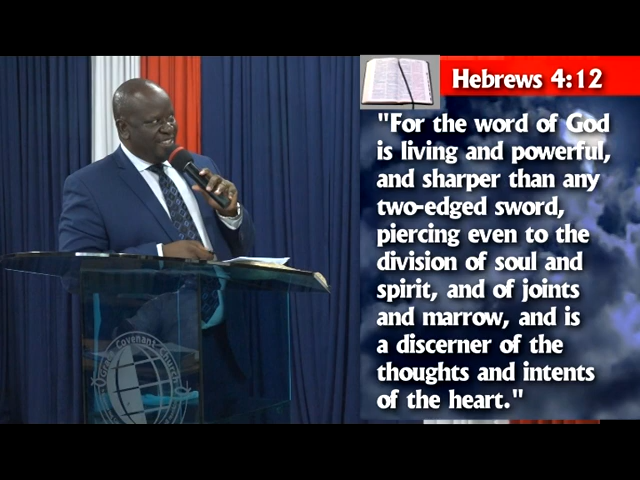 Hebrews 4:12
"For the word of God
is living and powerful,
and sharper than any
two-edged sword,
piercing even to the
division of soul and
spirit, and of joints
and marrow, and is
a discerner of the
thoughts and intents
of the heart."
Covenant Church